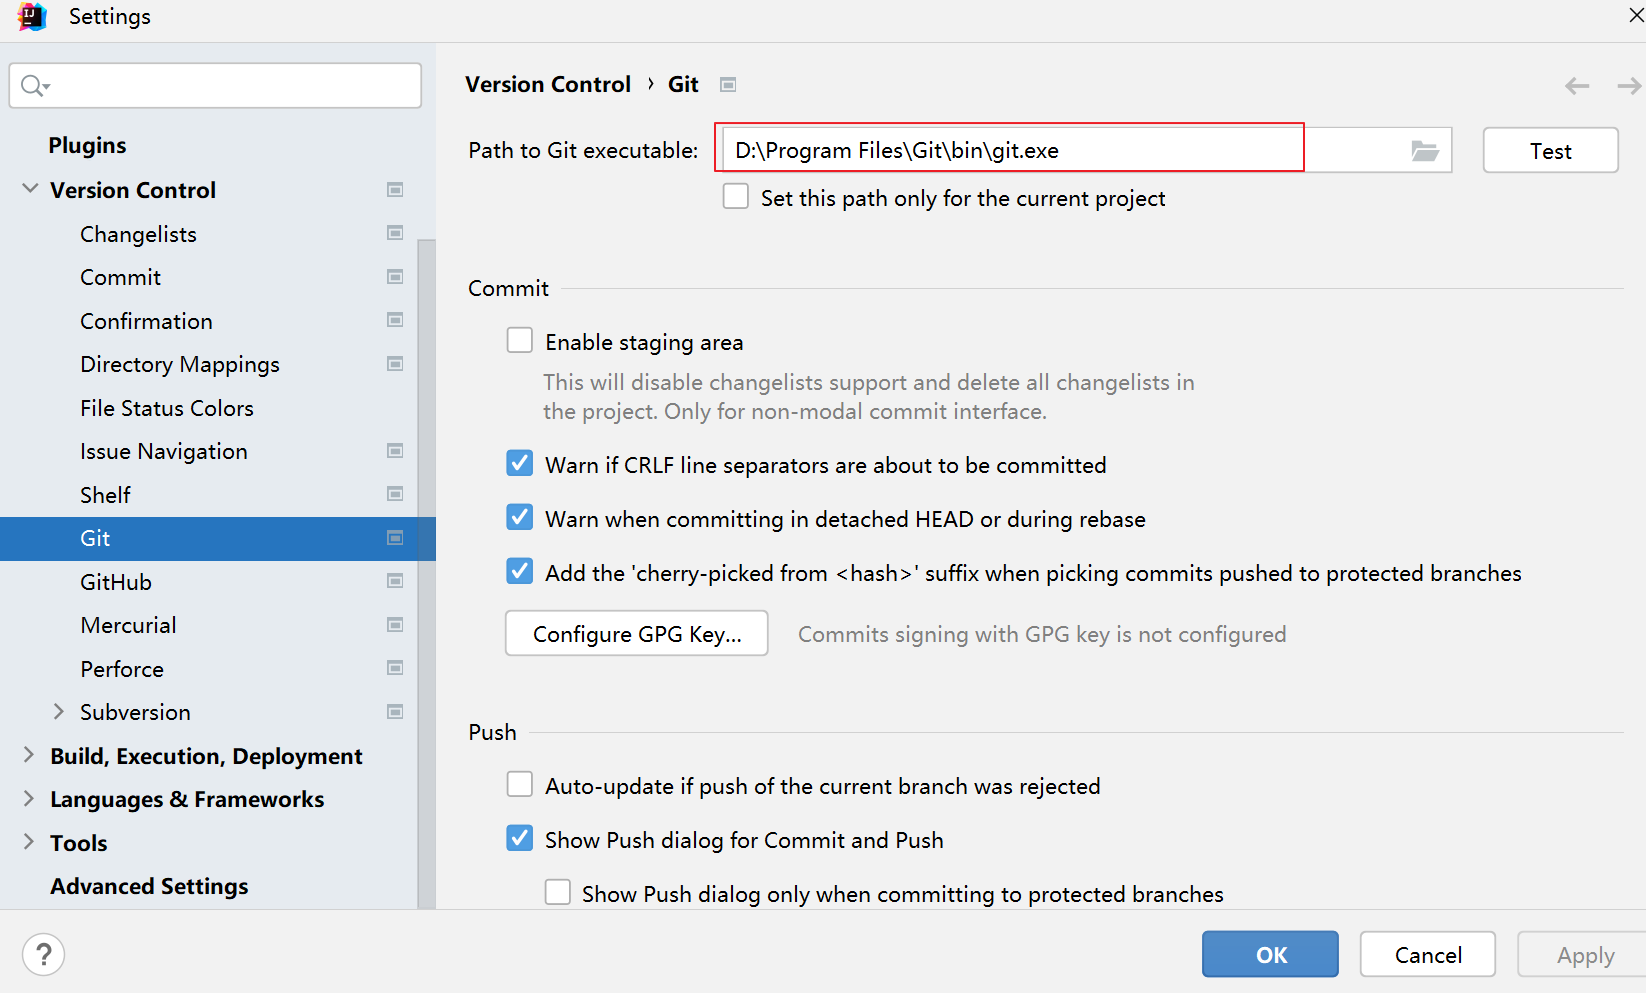 Settings
Plugins
Version Control
Changelists
Commit
Confirmation
Directory Mappings
File Status Colors
Issue Navigation
Shelf
Git
GitHub
Mercurial
Perforce
Subversion
Build, Execution, Deployment
Languages & Frameworks
Tools
Advanced Settings
Version Control › Git
Path to Git executable: D:\Program Files\Git\bin\git.exe Test
Set this path only for the current project
Commit
Enable staging area
This will disable changelists support and delete all changelists in
the project. Only for non-modal commit interface.
Warn if CRLF line separators are about to be committed
Warn when committing in detached HEAD or during rebase
Add the 'cherry-picked from <hash>' suffix when picking commits pushed to protected branches
Configure GPG Key... Commits signing with GPG key is not configured
Push
Auto-update if push of the current branch was rejected
Show Push dialog for Commit and Push
Show Push dialog only when committing to protected branches
? OK Cancel Apply